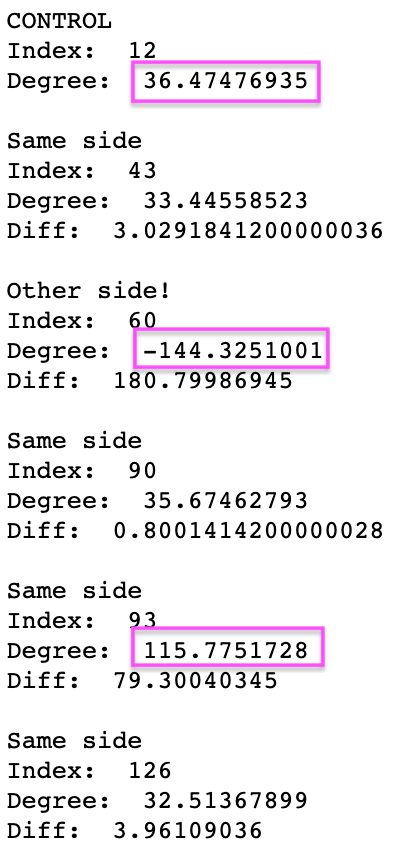 CONTROL
Index:  12
Degree:  36.47476935
Same side
Index:  43
Degree:  33.44558523
Diff:  3.0291841200000036
Other side!
Index:  60
Degree:  -144.3251001
Diff:  180.79986945
Same side
Index:  90
Degree:  35.67462793
Diff:  0.8001414200000028
Same side
Index:  93
Degree:  115.7751728
Diff:  79.30040345
Same side
Index:  126
Degree:  32.51367899
Diff:  3.96109036